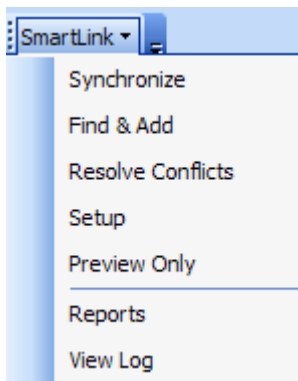 SmartLink
Synchronize
Find & Add
Resolve Conflicts
Setup
Preview Only
Reports
View Log